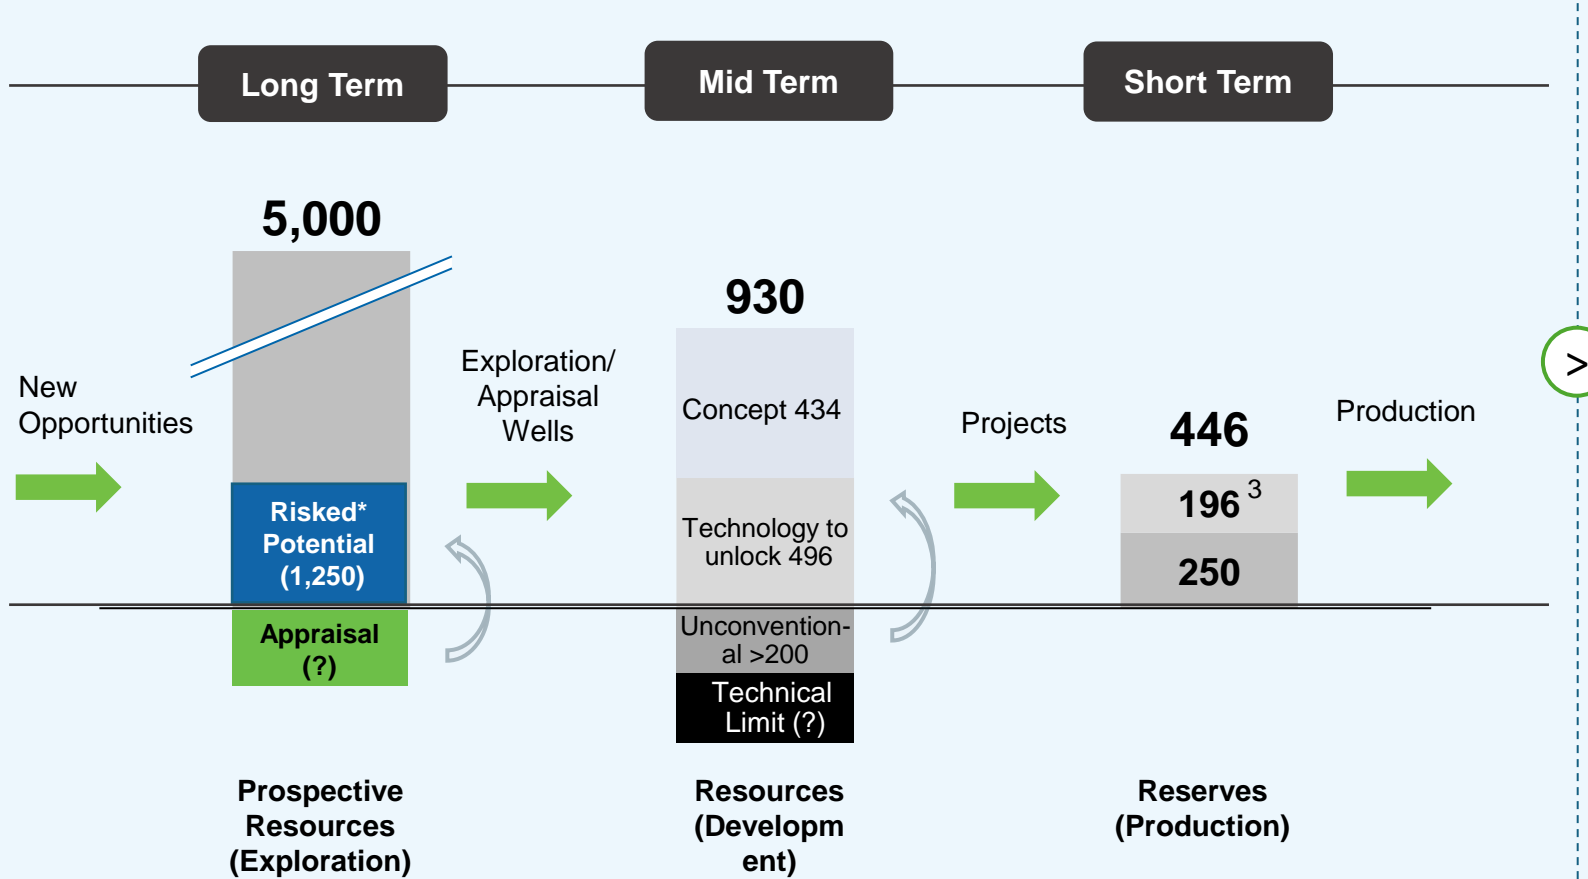 Long Term
Mid Term
Short Term
5,000
930
446
New
Opportunities
Risked*
Potential
(1,250)
Appraisal
(?)
Exploration/
Appraisal
Wells
Concept 434
Technology to
unlock 496
Unconvention-
al >200
Technical
Limit (?)
Projects
196 3
250
Production
>
Prospective
Resources
(Exploration)
Resources
(Developm
ent)
Reserves
(Production)